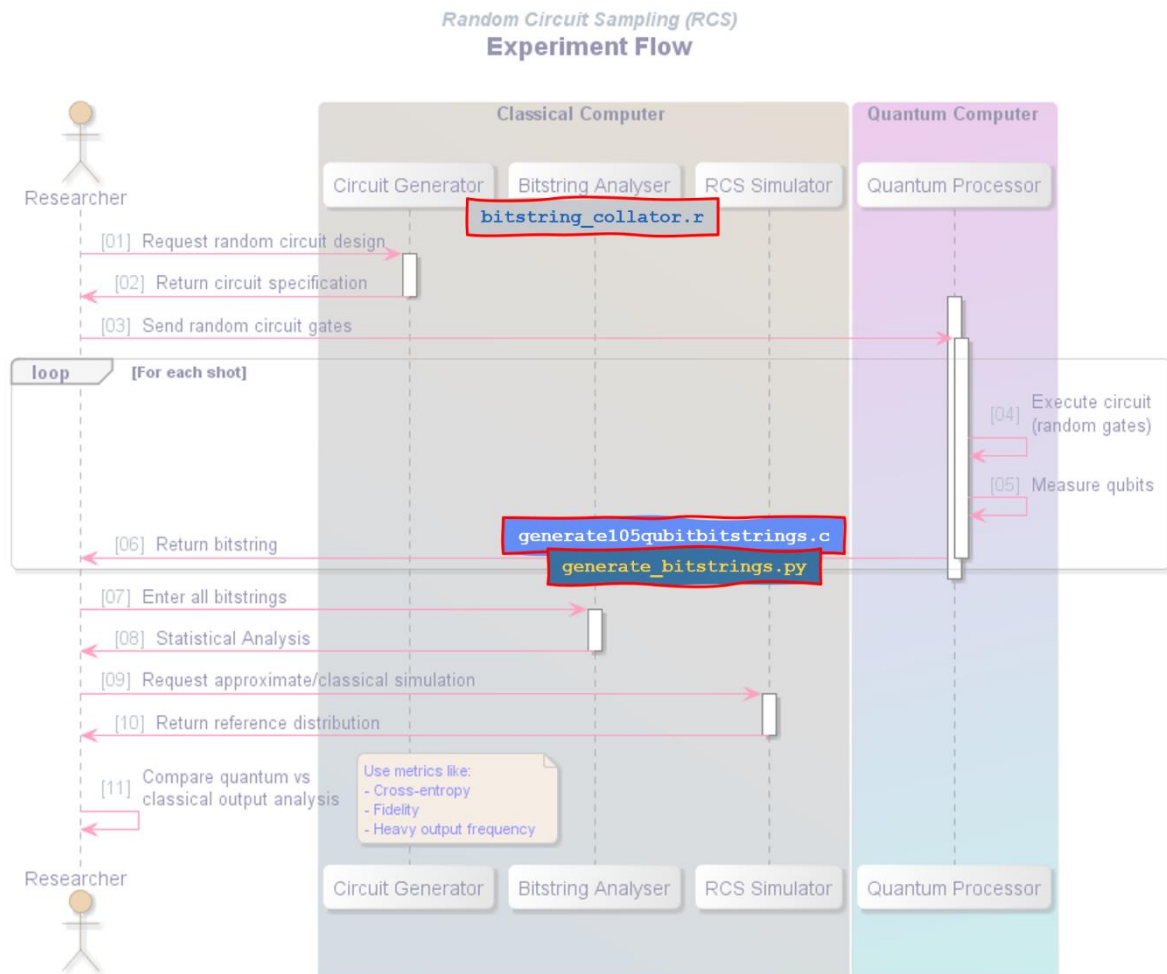 Random Circuit Sampling (RCS)
Experiment Flow
Classical Computer
Quantum Computer
Researcher
Circuit Generator
Bitstring Analyser
RCS Simulator
Quantum Processor
bitstring_collator.r
[01] Request random circuit design
[02] Return circuit specification
[03] Send random circuit gates
loop [For each shot]
[04] Execute circuit
(random gates)
[05] Measure qubits
generate105qubitbitstrings.c
[06] Return bitstring
generate_bitstrings.py
[07] Enter all bitstrings
[08] Statistical Analysis
[09] Request approximate/classical simulation
[10] Return reference distribution
[11] Compare quantum vs
classical output analysis
Use metrics like:
- Cross-entropy
- Fidelity
- Heavy output frequency
Researcher
Circuit Generator
Bitstring Analyser
RCS Simulator
Quantum Processor